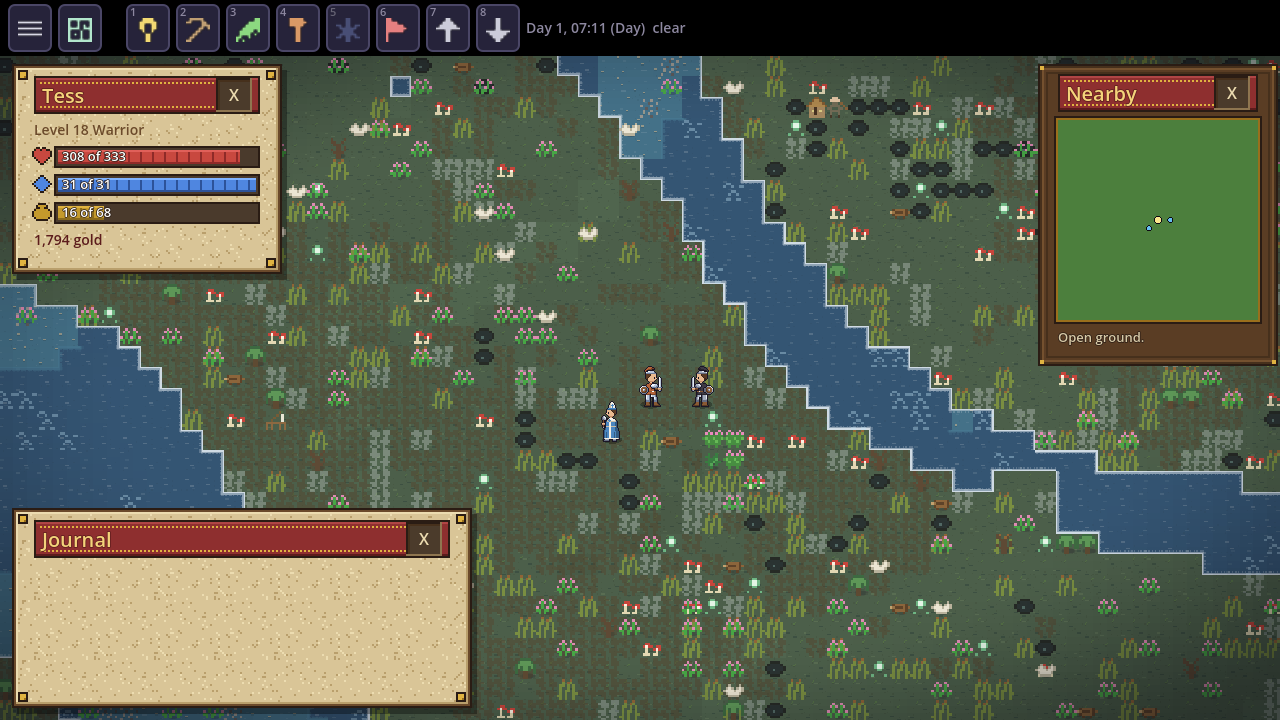 1 2 3 4 5 6 7 8
Day 1, 07:11 (Day) clear
Tess X
Level 18 Warrior
308 of 333
31 of 31
16 of 68
1,794 gold
Nearby X
Open ground.
Journal X